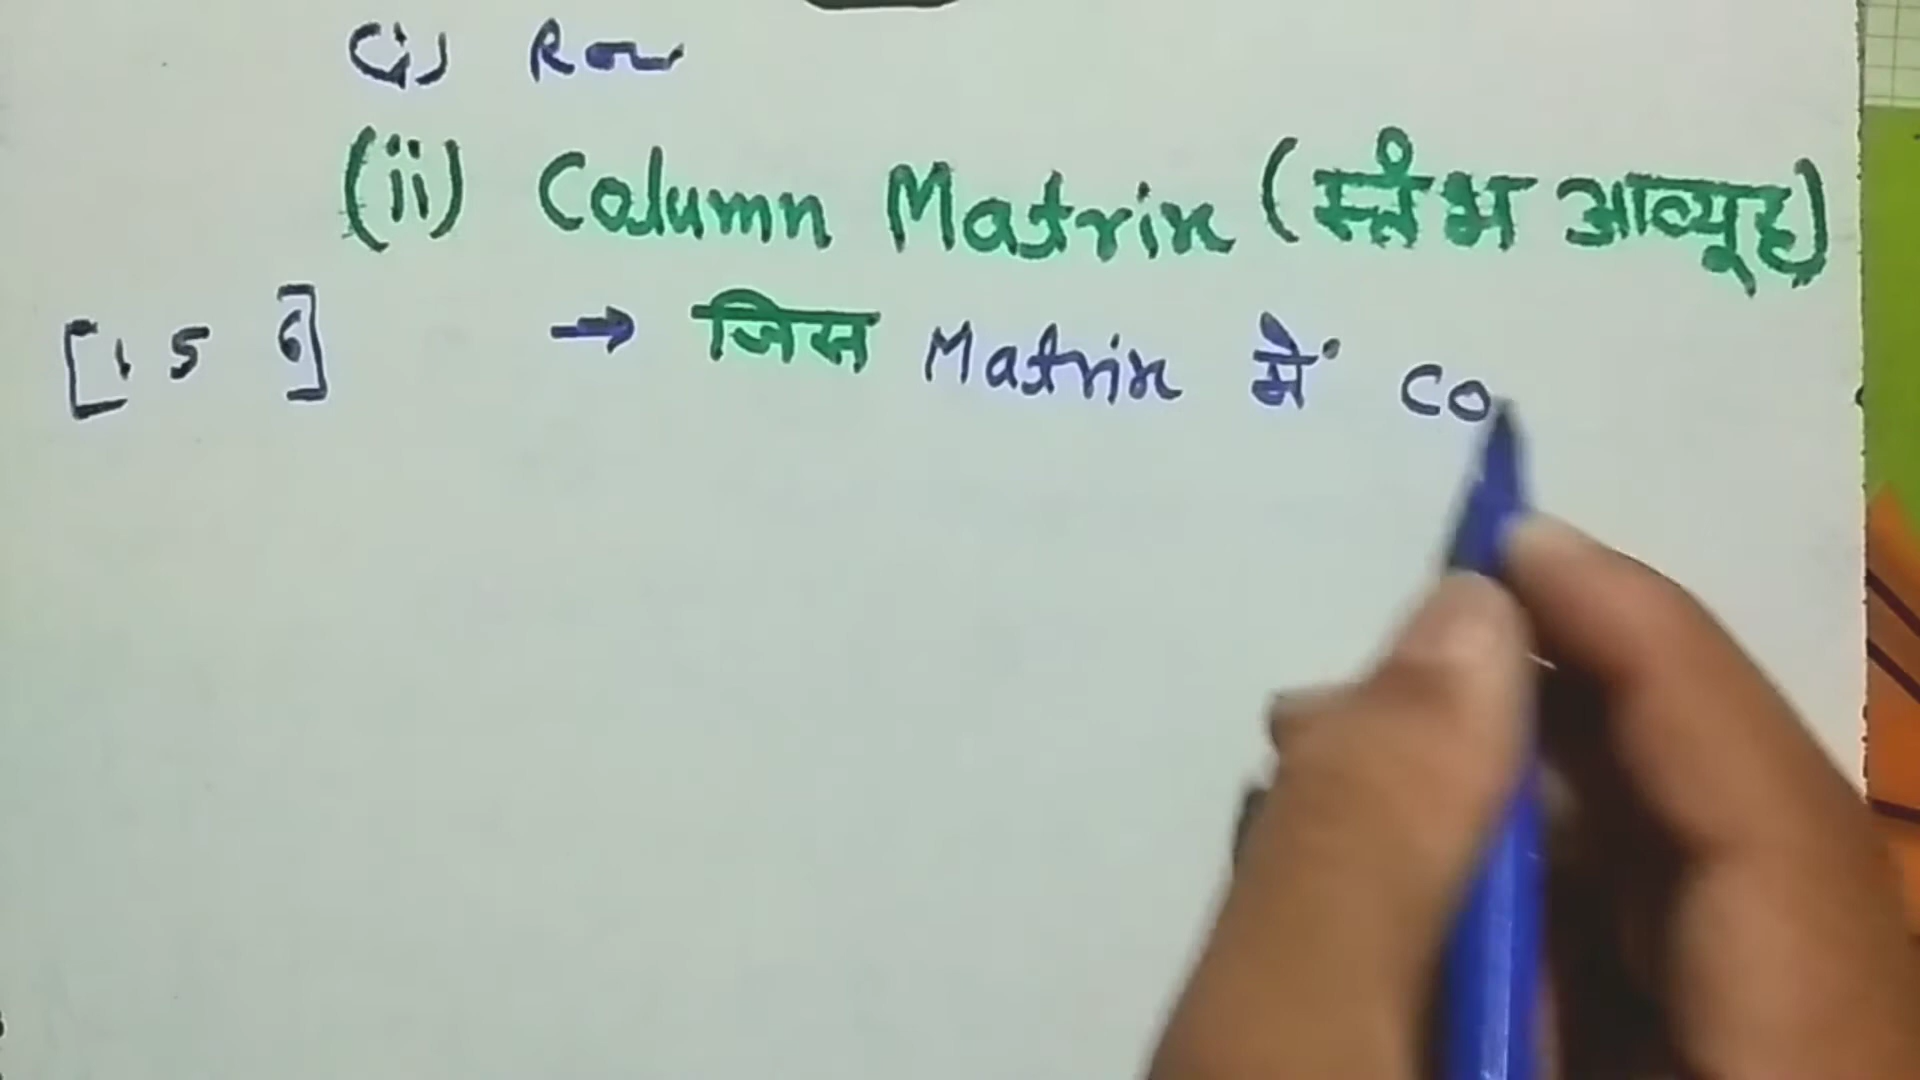 (i) Row
(ii) Column Matrix (स्तंभ आव्यूह)
[1 5 6]
→ जिस Matrix में Co